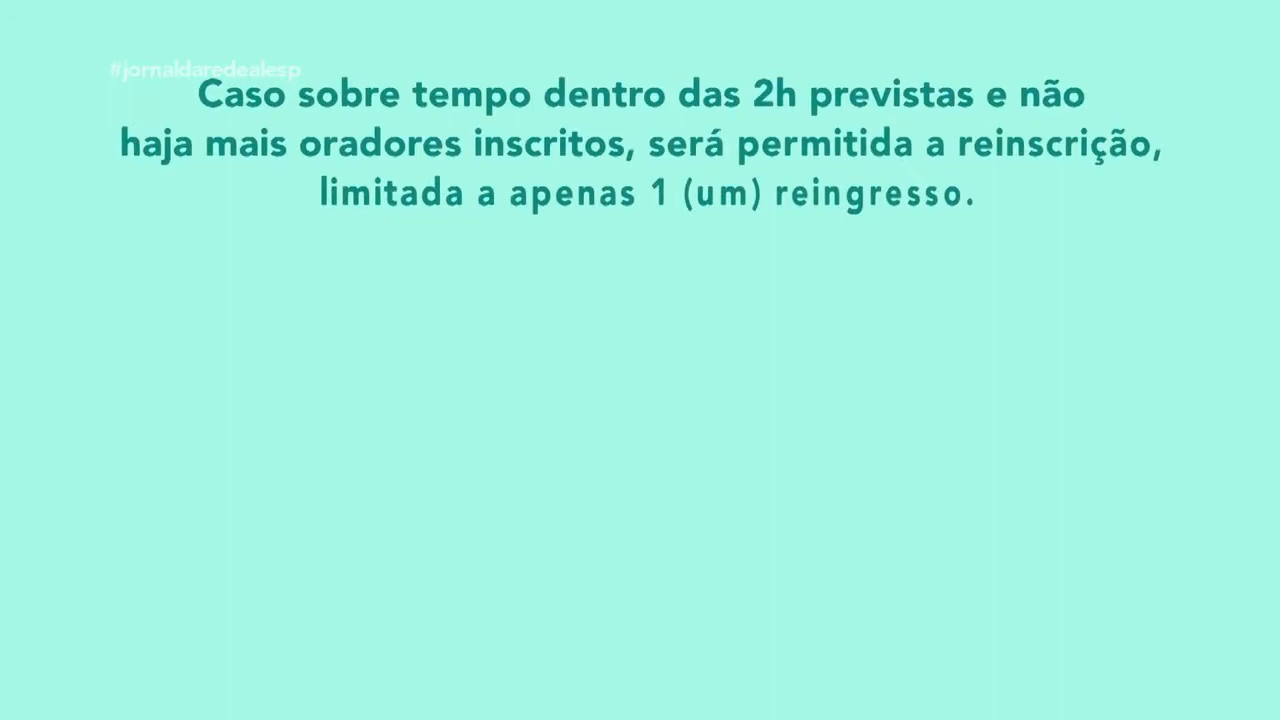 #jornaldaredealesp
Caso sobre tempo dentro das 2h previstas e não
haja mais oradores inscritos, será permitida a reinscrição,
limitada a apenas 1 (um) reingresso.